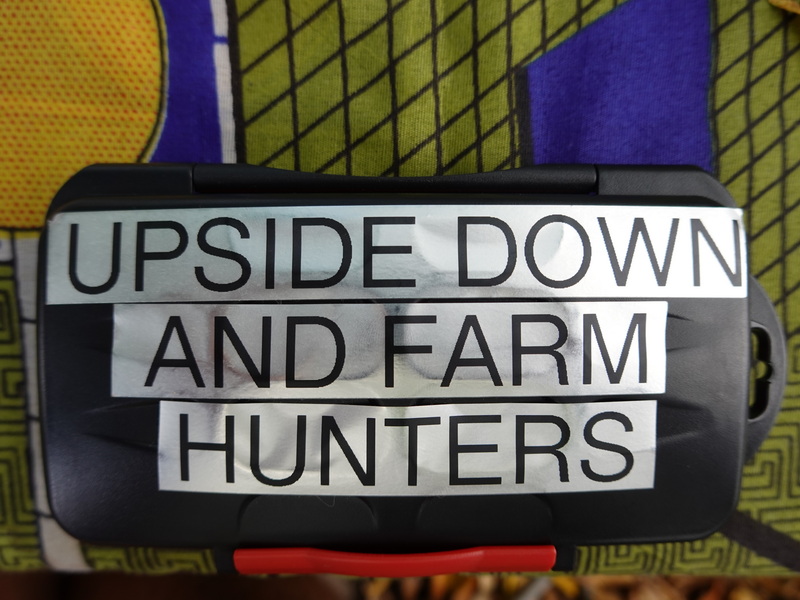 UPSIDE DOWN
AND FARM
HUNTERS